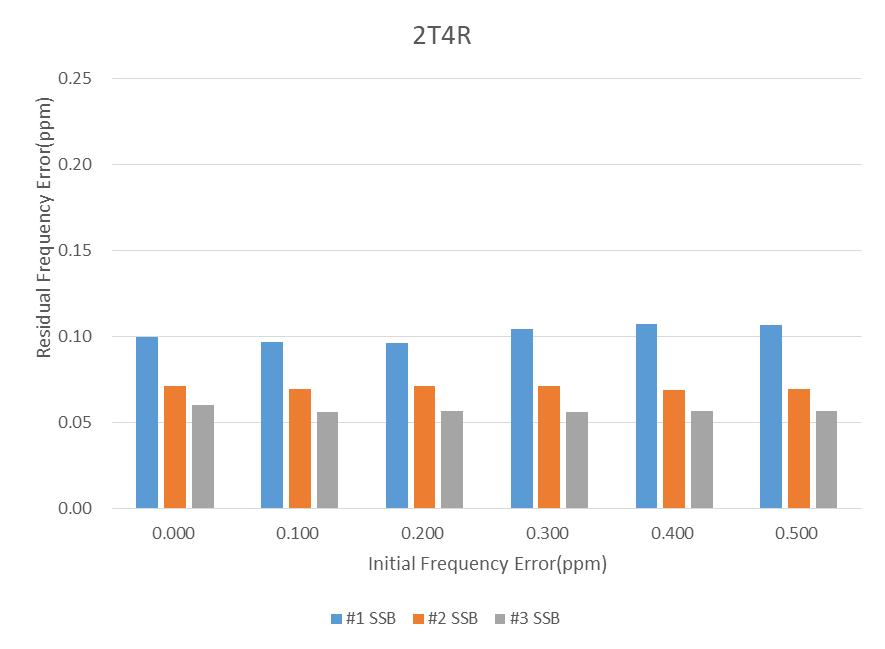 2T4R
0.25
0.20
0.15
0.10
0.05
0.00
Residual Frequency Error(ppm)
0.000 0.100 0.200 0.300 0.400 0.500
Initial Frequency Error(ppm)
#1 SSB #2 SSB #3 SSB